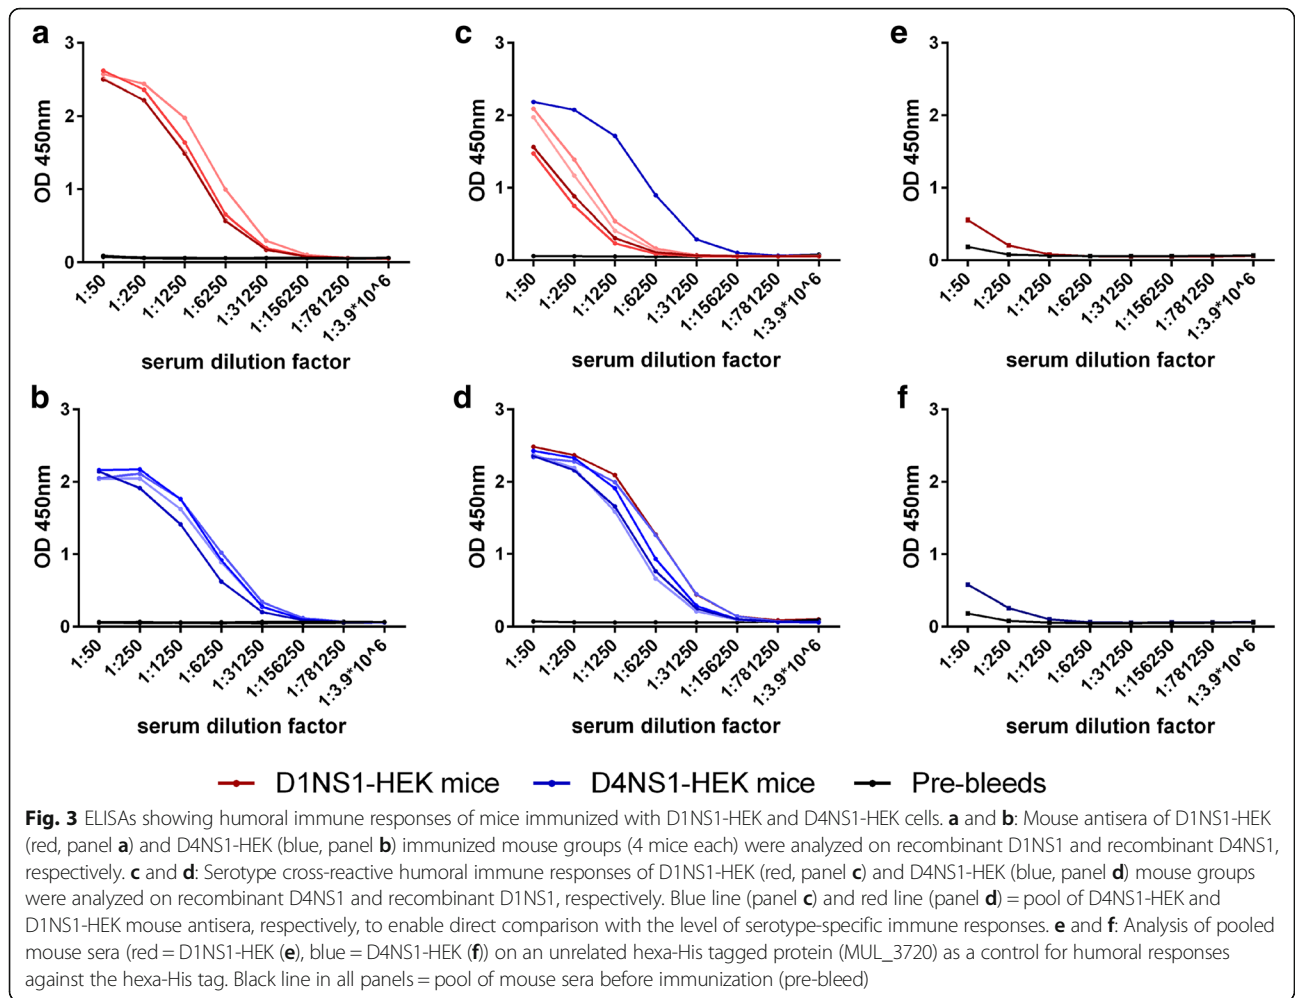 a
3
2
1
0
OD 450nm
1:50
1:250
1:1250
1:6250
1:31250
1:156250
1:781250
1:3.9*10^6
serum dilution factor
c
3
2
1
0
OD 450nm
1:50
1:250
1:1250
1:6250
1:31250
1:156250
1:781250
1:3.9*10^6
serum dilution factor
e
3
2
1
0
OD 450nm
1:50
1:250
1:1250
1:6250
1:31250
1:156250
1:781250
1:3.9*10^6
serum dilution factor
b
3
2
1
0
OD 450nm
1:50
1:250
1:1250
1:6250
1:31250
1:156250
1:781250
1:3.9*10^6
serum dilution factor
d
3
2
1
0
OD 450nm
1:50
1:250
1:1250
1:6250
1:31250
1:156250
1:781250
1:3.9*10^6
serum dilution factor
f
3
2
1
0
OD 450nm
1:50
1:250
1:1250
1:6250
1:31250
1:156250
1:781250
1:3.9*10^6
serum dilution factor
D1NS1-HEK mice D4NS1-HEK mice Pre-bleeds
Fig. 3 ELISAs showing humoral immune responses of mice immunized with D1NS1-HEK and D4NS1-HEK cells. a and b: Mouse antisera of D1NS1-HEK
(red, panel a) and D4NS1-HEK (blue, panel b) immunized mouse groups (4 mice each) were analyzed on recombinant D1NS1 and recombinant D4NS1,
respectively. c and d: Serotype cross-reactive humoral immune responses of D1NS1-HEK (red, panel c) and D4NS1-HEK (blue, panel d) mouse groups
were analyzed on recombinant D4NS1 and recombinant D1NS1, respectively. Blue line (panel c) and red line (panel d) = pool of D4NS1-HEK and
D1NS1-HEK mouse antisera, respectively, to enable direct comparison with the level of serotype-specific immune responses. e and f: Analysis of pooled
mouse sera (red = D1NS1-HEK (e), blue = D4NS1-HEK (f)) on an unrelated hexa-His tagged protein (MUL_3720) as a control for humoral responses
against the hexa-His tag. Black line in all panels = pool of mouse sera before immunization (pre-bleed)